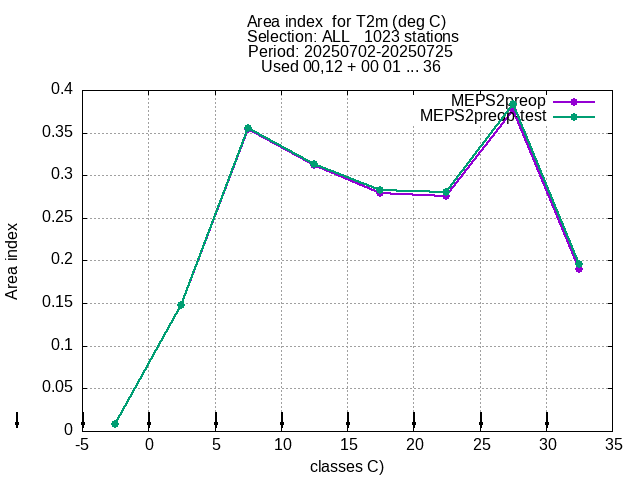 Area index  for T2m (deg C)
Selection: ALL   1023 stations
Period: 20250702-20250725
Used 00,12 + 00 01 ... 36
MEPS2preop
MEPS2preop-test
0.4
0.35
0.3
0.25
0.2
0.15
0.1
0.05
0
Area index
-5 0 5 10 15 20 25 30 35
classes C)